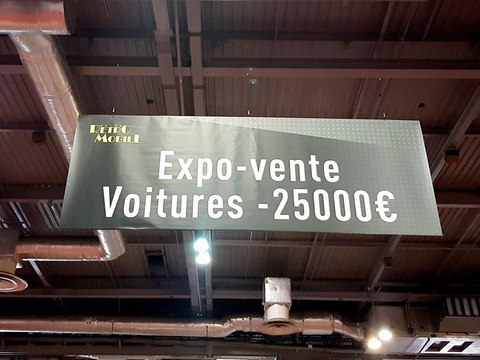 RETRO
MOBILE
Expo-vente
Voitures -25000€